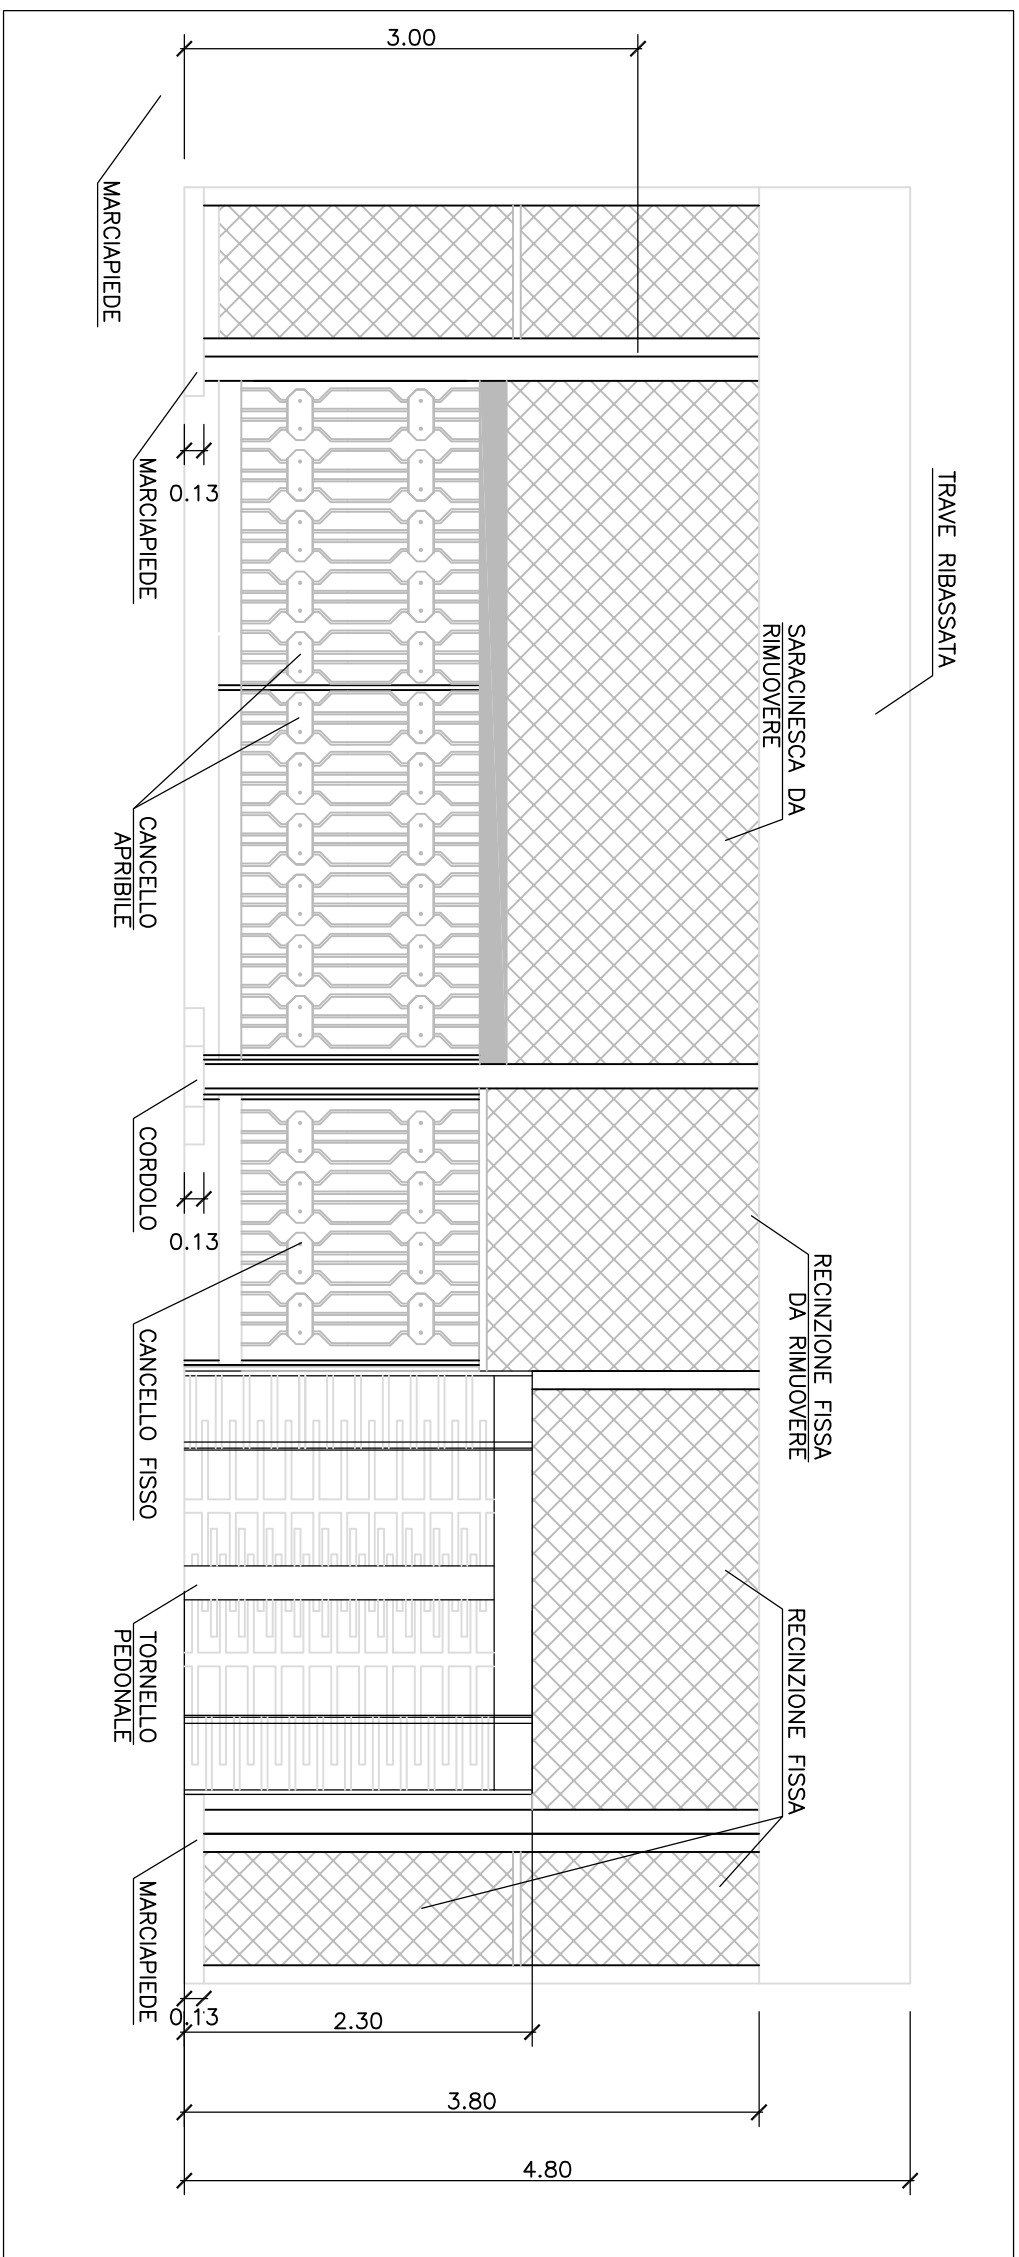 3.00
MARCIAPIEDE
TRAVE RIBASSATA
MARCIAPIEDE
0.13
SARACINESCA DA
RIMUOVERE
CANCELLO
APRIBILE
CORDOLO
0.13
RECINZIONE FISSA
DA RIMUOVERE
CANCELLO FISSO
RECINZIONE FISSA
TORNELLO
PEDONALE
MARCIAPIEDE
0.13
2.30
3.80
4.80